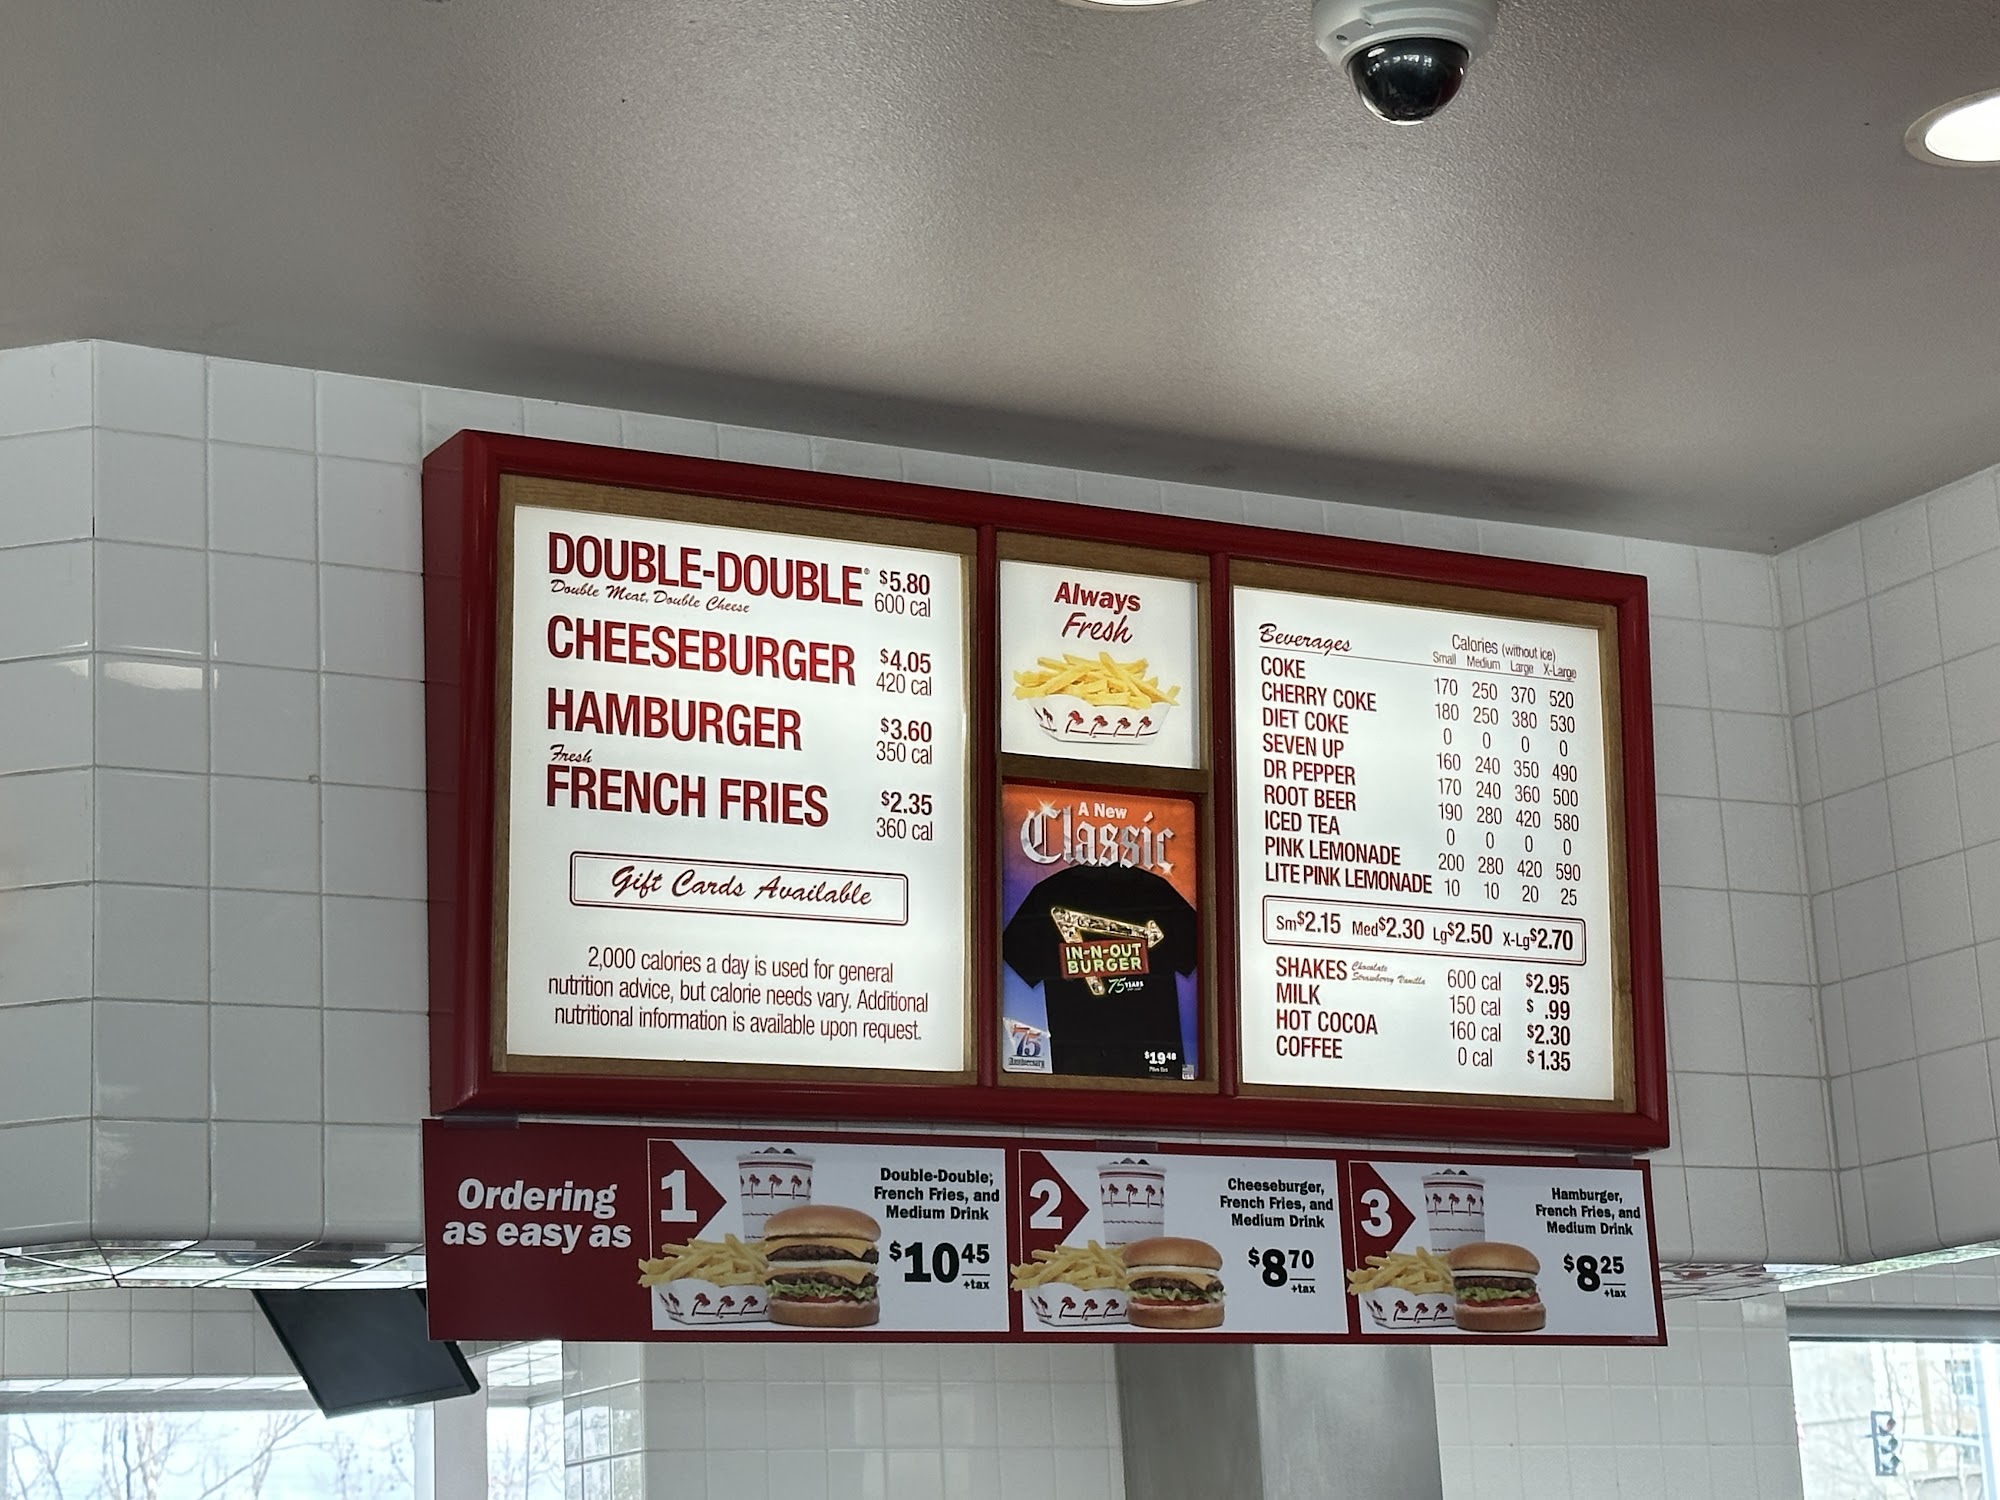 DOUBLE-DOUBLE® $5.80
Double Meat, Double Cheese 600 cal
CHEESEBURGER $4.05
420 cal
HAMBURGER $3.60
350 cal
Fresh
FRENCH FRIES $2.35
360 cal
Gift Cards Available
2,000 calories a day is used for general
nutrition advice, but calorie needs vary. Additional
nutritional information is available upon request.
Always
Fresh
A New
Classic
IN-N-OUT
BURGER
75 YEARS
75
Anniversary
$19.48
Plus Tax
Beverages Calories (without ice)
Small Medium Large X-Large
COKE 170 250 370 520
CHERRY COKE 180 250 380 530
DIET COKE 0 0 0 0
SEVEN UP 160 240 350 490
DR PEPPER 170 240 360 500
ROOT BEER 190 280 420 580
ICED TEA 0 0 0 0
PINK LEMONADE 200 280 420 590
LITE PINK LEMONADE 10 10 20 25
Sm$2.15 Med$2.30 Lg$2.50 X-Lg$2.70
SHAKES Chocolate Strawberry Vanilla 600 cal $2.95
MILK 150 cal $ .99
HOT COCOA 160 cal $2.30
COFFEE 0 cal $1.35
Ordering
as easy as
1
Double-Double®,
French Fries, and
Medium Drink
$10 45
+tax
2
Cheeseburger,
French Fries, and
Medium Drink
$8 70
+tax
3
Hamburger,
French Fries, and
Medium Drink
$8 25
+tax